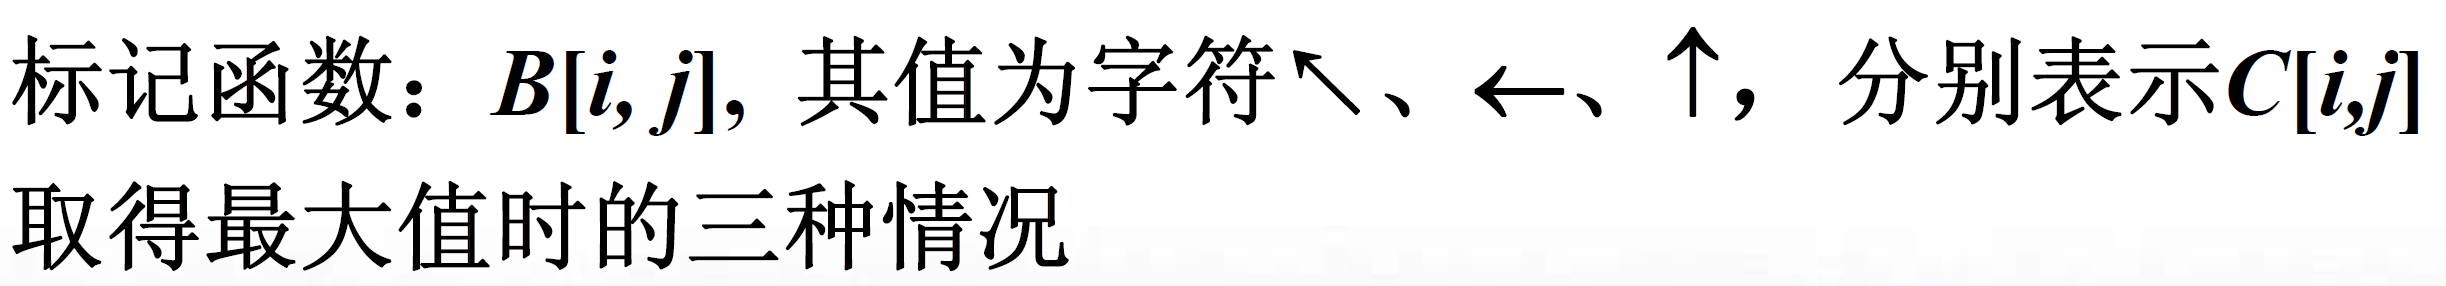 标记函数：B[i, j], 其值为字符↖、←、↑，分别表示C[i,j]
取得最大值时的三种情况